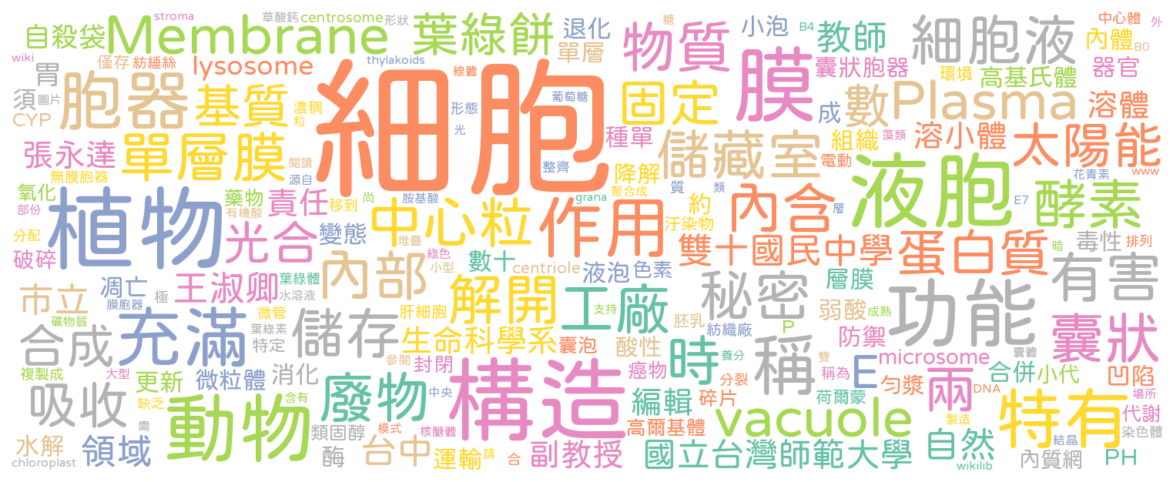 stroma 草酸鈣 centrosome 形狀 退化 小泡 B4 中心體 外
自殺袋 Membrane 葉綠餅 單層 物質 膜 教師 細胞液 內體 B0
wiki 僅存 紡綞絲 thylakoids 線體 糖 囊狀胞器 環境 高基氏體 器官
胃 lysosome 細胞 葡萄糖
須 圖片 胞器 基質 濃稠 形態 固定 成 數 Plasma 溶體
CYP 粒 光 種單 組織 藻類 溶小體 太陽能
張永達 單層膜 閱讀 整齊 降解 儲藏室 電動 花青素 www
無膜胞器 源自 尚 胺基酸 聚合成 質 類 液胞 酵素
氧化 藥物 責任 移到 中心粒 grana 作用 約 內含 層 E7
部份 植物 有機酸 堆疊 汙染物 暗 毒性 排列
分配 光合 變態 綠色 雙十國民中學 蛋白質
破碎 小型 數十 centriole 液泡 色素 層膜 有害
凋亡 王淑卿 葉綠體 內部 解開 工廠 秘密 功能
市立 膜胞器 極 水溶液 肝細胞 支持 弱酸 成熟
礦物質 微管 胚乳 紡織廠 P 防禦
合成 充滿 葉綠素 儲存 生命科學系 囊泡 酸性 時 稱 囊狀
特定 參閱 封閉 癌物 養分 雙 microsome 囊體
複製成 大型 更新 微粒體 消化 構造 分裂 稱為 E 合併 小代 凹陷
吸收 缺乏 動物 含有 廢物 中央 編輯 碎片 荷爾蒙 勻漿 兩 DNA 場所
需 模式 核醣體 高爾基體 vacuole 製造 特有 代謝
水解 領域 類固醇 請 染色體
chloroplast 酶 台中 運輸 合 副教授 國立台灣師範大學 自然 wikilib 結晶 內質網 PH